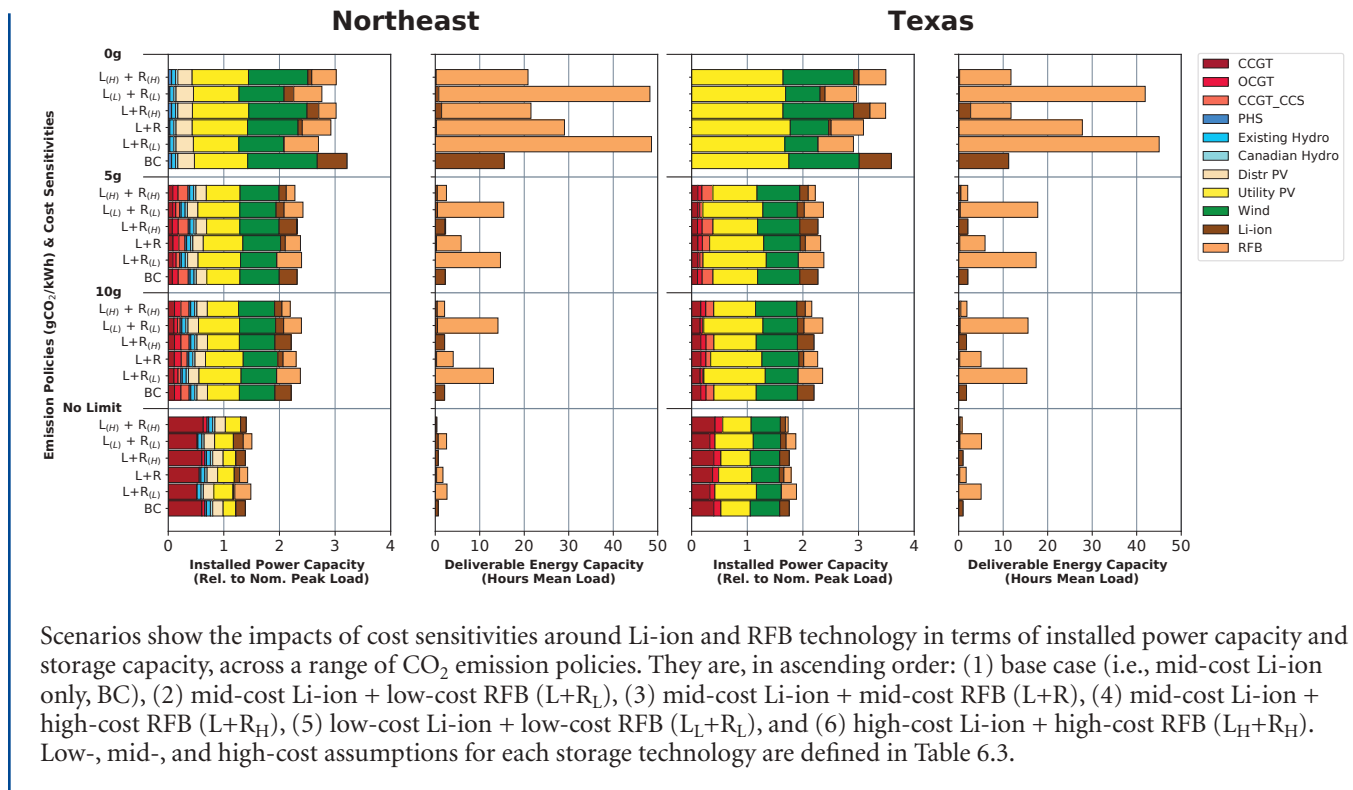 Northeast
Texas
0g
L(H) + R(H)
L(L) + R(L)
L+R(H)
L+R
L+R(L)
BC
5g
L(H) + R(H)
L(L) + R(L)
L+R(H)
L+R
L+R(L)
BC
10g
L(H) + R(H)
L(L) + R(L)
L+R(H)
L+R
L+R(L)
BC
No Limit
L(H) + R(H)
L(L) + R(L)
L+R(H)
L+R
L+R(L)
BC
Emission Policies (gCO2/kWh) & Cost Sensitivities
0 1 2 3 4
Installed Power Capacity
(Rel. to Nom. Peak Load)
0 10 20 30 40 50
Deliverable Energy Capacity
(Hours Mean Load)
0 1 2 3 4
Installed Power Capacity
(Rel. to Nom. Peak Load)
0 10 20 30 40 50
Deliverable Energy Capacity
(Hours Mean Load)
CCGT
OCGT
CCGT_CCS
PHS
Existing Hydro
Canadian Hydro
Distr PV
Utility PV
Wind
Li-ion
RFB
Scenarios show the impacts of cost sensitivities around Li-ion and RFB technology in terms of installed power capacity and
storage capacity, across a range of CO2 emission policies. They are, in ascending order: (1) base case (i.e., mid-cost Li-ion
only, BC), (2) mid-cost Li-ion + low-cost RFB (L+RL), (3) mid-cost Li-ion + mid-cost RFB (L+R), (4) mid-cost Li-ion +
high-cost RFB (L+RH), (5) low-cost Li-ion + low-cost RFB (LL+RL), and (6) high-cost Li-ion + high-cost RFB (LH+RH).
Low-, mid-, and high-cost assumptions for each storage technology are defined in Table 6.3.